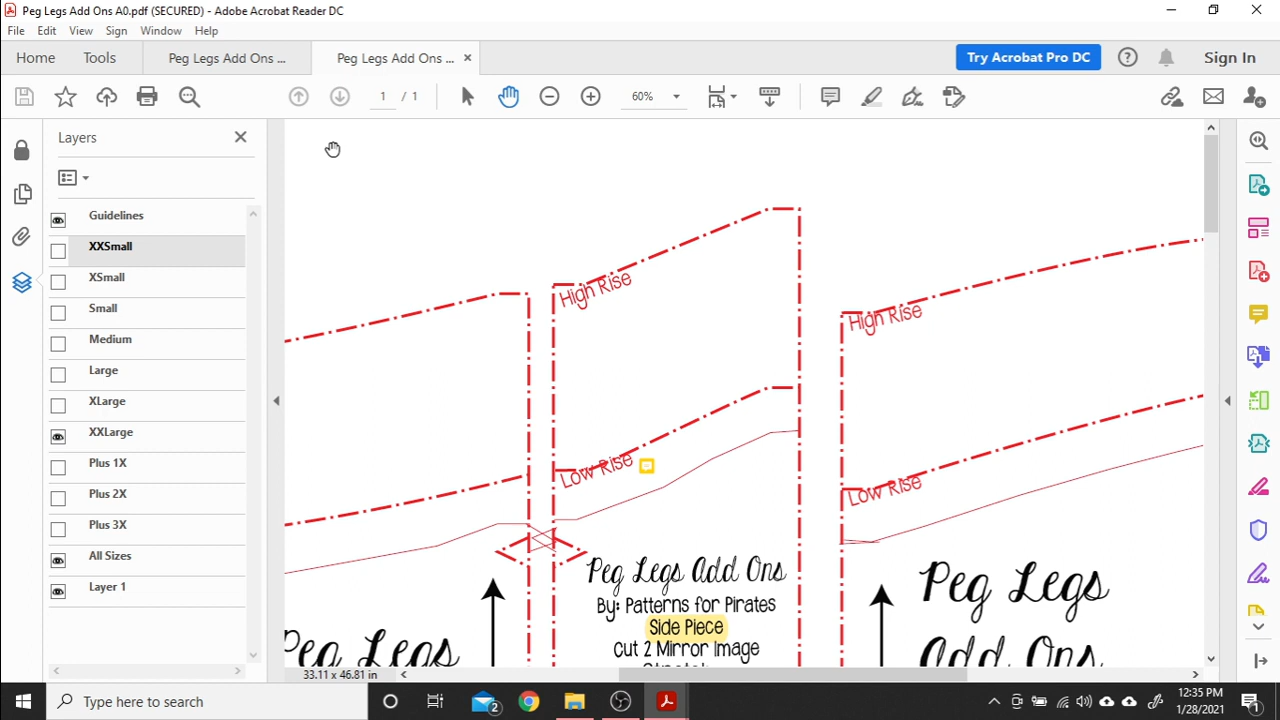 Peg Legs Add Ons A0.pdf (SECURED) - Adobe Acrobat Reader DC
File Edit View Sign Window Help
Home Tools Peg Legs Add Ons ... Peg Legs Add Ons ... × Try Acrobat Pro DC Sign In
1 / 1 60%
Layers
Guidelines
XXSmall
XSmall
Small
Medium
Large
XLarge
XXLarge
Plus 1X
Plus 2X
Plus 3X
All Sizes
Layer 1
High Rise
Low Rise
High Rise
Low Rise
Peg Legs
Peg Legs Add Ons
By: Patterns for Pirates
Side Piece
Cut 2 Mirror Image
Peg Legs
Add Ons
33.11 x 46.81 in
Type here to search
2
12:35 PM
1/28/2021
1